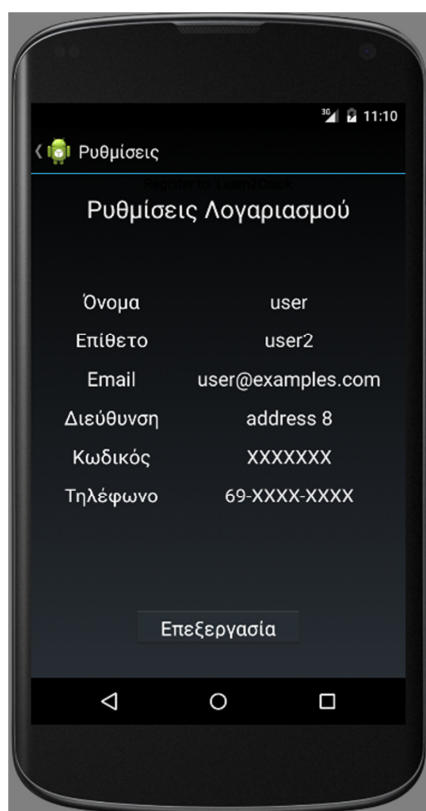 3G 11:10
Ρυθμίσεις
Ρυθμίσεις Λογαριασμού
Όνομα user
Επίθετο user2
Email user@examples.com
Διεύθυνση address 8
Κωδικός XXXXXXX
Τηλέφωνο 69-XXXX-XXXX
Επεξεργασία